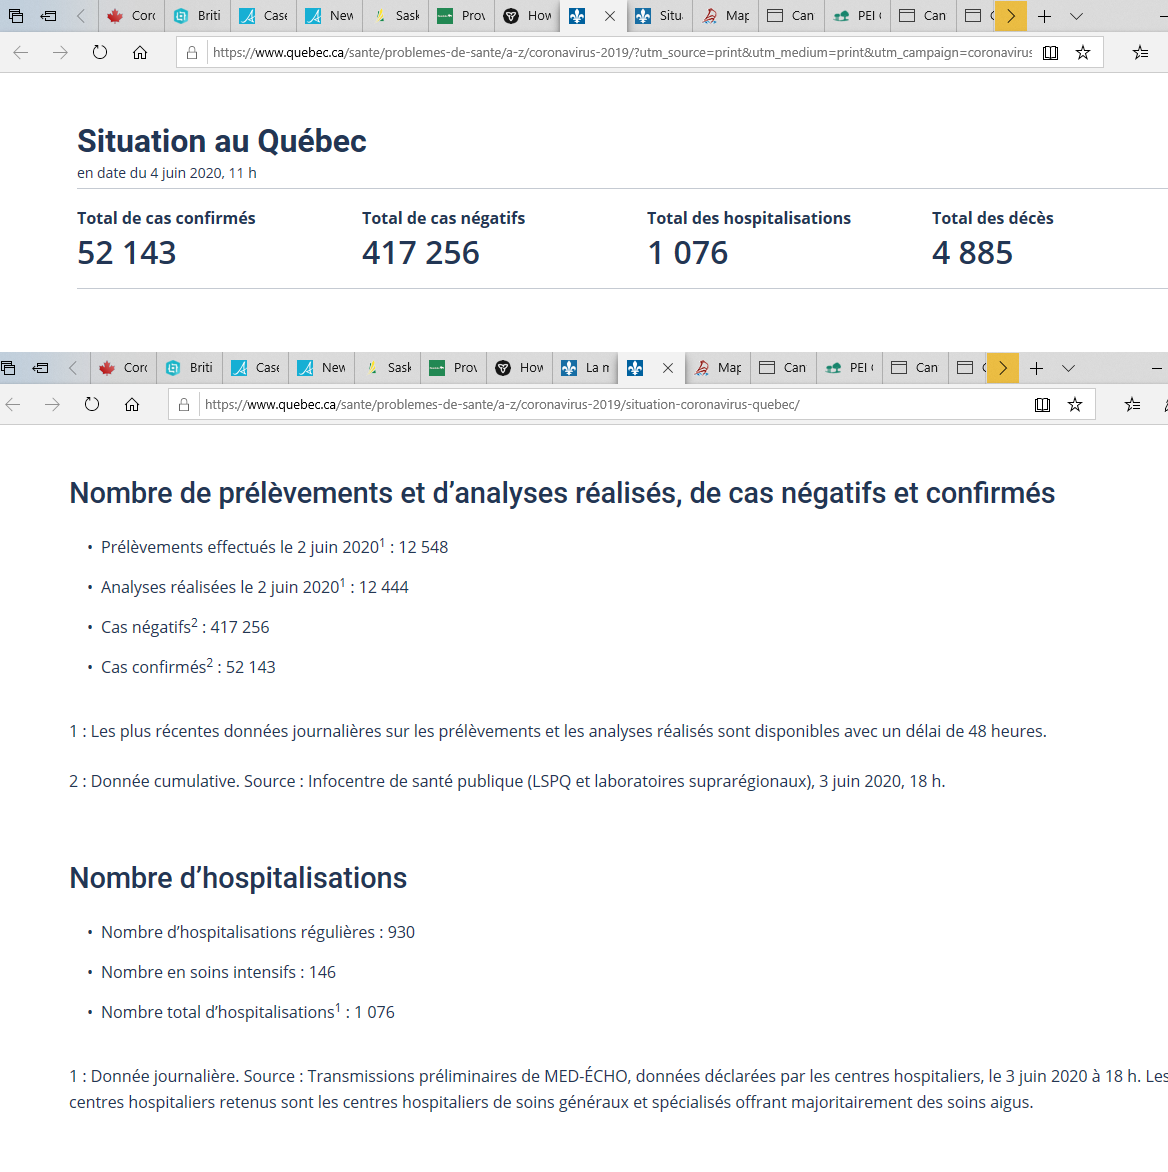 Corc
Briti
Case
New
Sask
Prov
How
Situ
Map
Can
PEI
Can
https://www.quebec.ca/sante/problemes-de-sante/a-z/coronavirus-2019/?utm_source=print&utm_medium=print&utm_campaign=coronavirus
Situation au Québec
en date du 4 juin 2020, 11 h
Total de cas confirmés
52 143
Total de cas négatifs
417 256
Total des hospitalisations
1 076
Total des décès
4 885
Corc
Briti
Case
New
Sask
Prov
How
La m
Map
Can
PEI
Can
https://www.quebec.ca/sante/problemes-de-sante/a-z/coronavirus-2019/situation-coronavirus-quebec/
Nombre de prélèvements et d’analyses réalisés, de cas négatifs et confirmés
• Prélèvements effectués le 2 juin 2020¹ : 12 548
• Analyses réalisées le 2 juin 2020¹ : 12 444
• Cas négatifs² : 417 256
• Cas confirmés² : 52 143
1 : Les plus récentes données journalières sur les prélèvements et les analyses réalisés sont disponibles avec un délai de 48 heures.
2 : Donnée cumulative. Source : Infocentre de santé publique (LSPQ et laboratoires suprarégionaux), 3 juin 2020, 18 h.
Nombre d’hospitalisations
• Nombre d’hospitalisations régulières : 930
• Nombre en soins intensifs : 146
• Nombre total d’hospitalisations¹ : 1 076
1 : Donnée journalière. Source : Transmissions préliminaires de MED-ÉCHO, données déclarées par les centres hospitaliers, le 3 juin 2020 à 18 h. Les
centres hospitaliers retenus sont les centres hospitaliers de soins généraux et spécialisés offrant majoritairement des soins aigus.